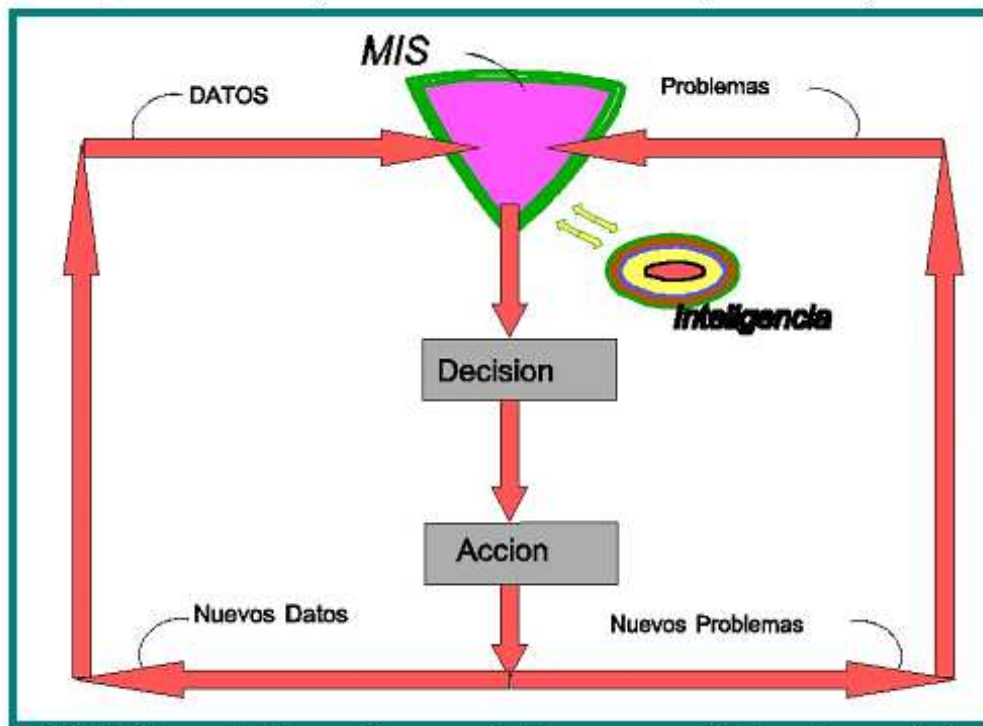 MIS
DATOS
Problemas
Inteligencia
Decision
Accion
Nuevos Datos
Nuevos Problemas